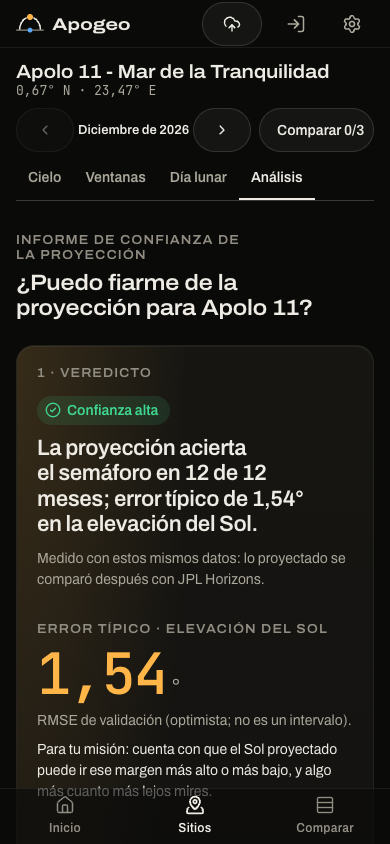 Apogeo
Apolo 11 - Mar de la Tranquilidad
0,67° N · 23,47° E
Diciembre de 2026
Comparar 0/3
Cielo Ventanas Día lunar Análisis
INFORME DE CONFIANZA DE
LA PROYECCIÓN
¿Puedo fiarme de la
proyección para Apolo 11?
1 · VEREDICTO
Confianza alta
La proyección acierta
el semáforo en 12 de 12
meses; error típico de 1,54°
en la elevación del Sol.
Medido con estos mismos datos: lo proyectado se
comparó después con JPL Horizons.
ERROR TÍPICO · ELEVACIÓN DEL SOL
1,54°
RMSE de validación (optimista; no es un intervalo).
Para tu misión: cuenta con que el Sol proyectado
puede ir ese margen más alto o más bajo, y algo
más cuanto más lejos mires.
Inicio Sitios Comparar